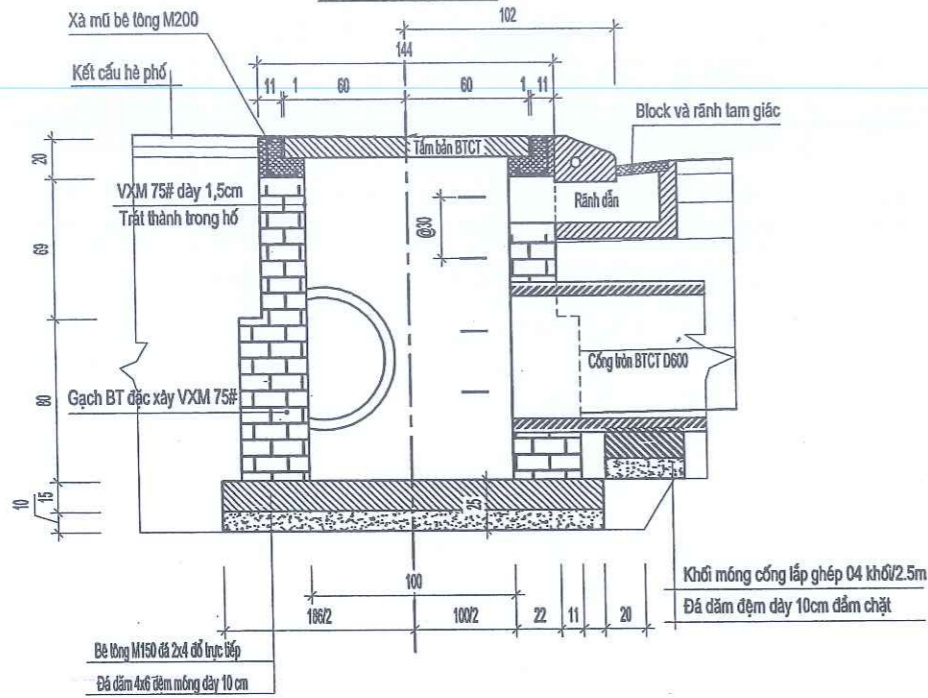 102
Xà mũ bê tông M200
144
Kết cấu hè phố
11 1 60 60 1 11
Block và rãnh tam giác
Tấm bản BTCT
20
VXM 75# dày 1,5cm
Trát thành trong hố
Rãnh dẫn
@30
69
Cống tròn BTCT D600
80
Gạch BT đặc xây VXM 75#
15
10
25
100
186/2 100/2 22 11 20
Khối móng cống lắp ghép 04 khối/2.5m
Đá dăm đệm dày 10cm đầm chặt
Bê tông M150 đá 2x4 đổ trực tiếp
Đá dăm 4x6 đệm móng dày 10 cm